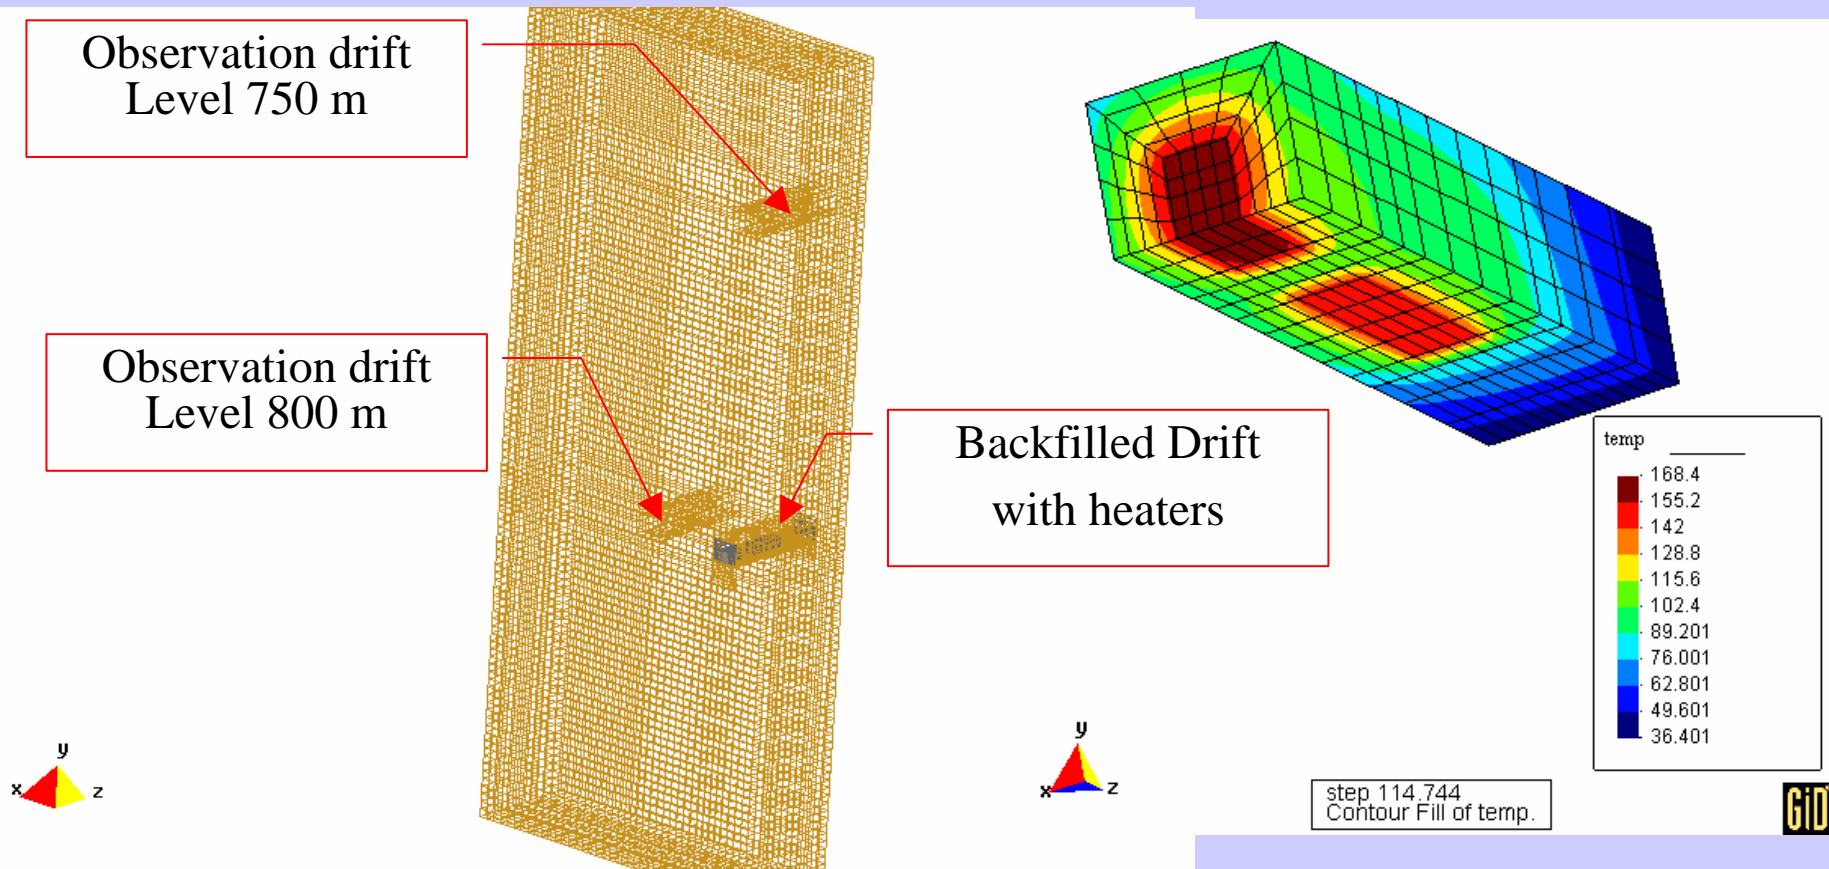 Observation drift
Level 750 m
Observation drift
Level 800 m
Backfilled Drift
with heaters
temp
168.4
155.2
142
128.8
115.6
102.4
89.201
76.001
62.801
49.601
36.401
y
x
z
y
x
z
step 114.744
Contour Fill of temp.
GiD